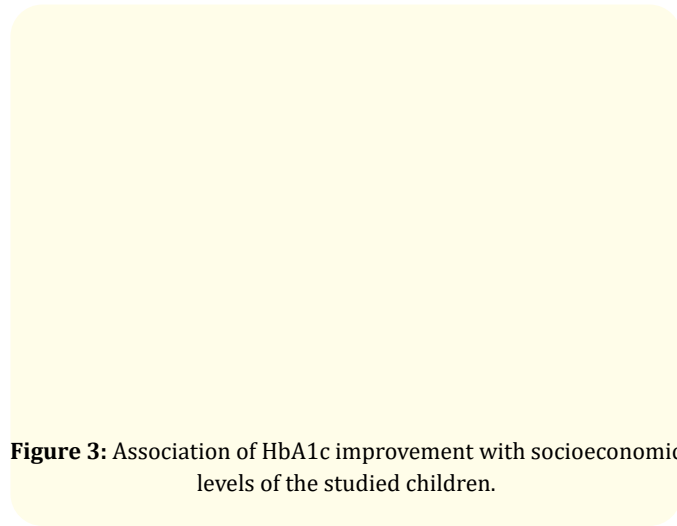 Figure 3: Association of HbA1c improvement with socioeconomic
levels of the studied children.